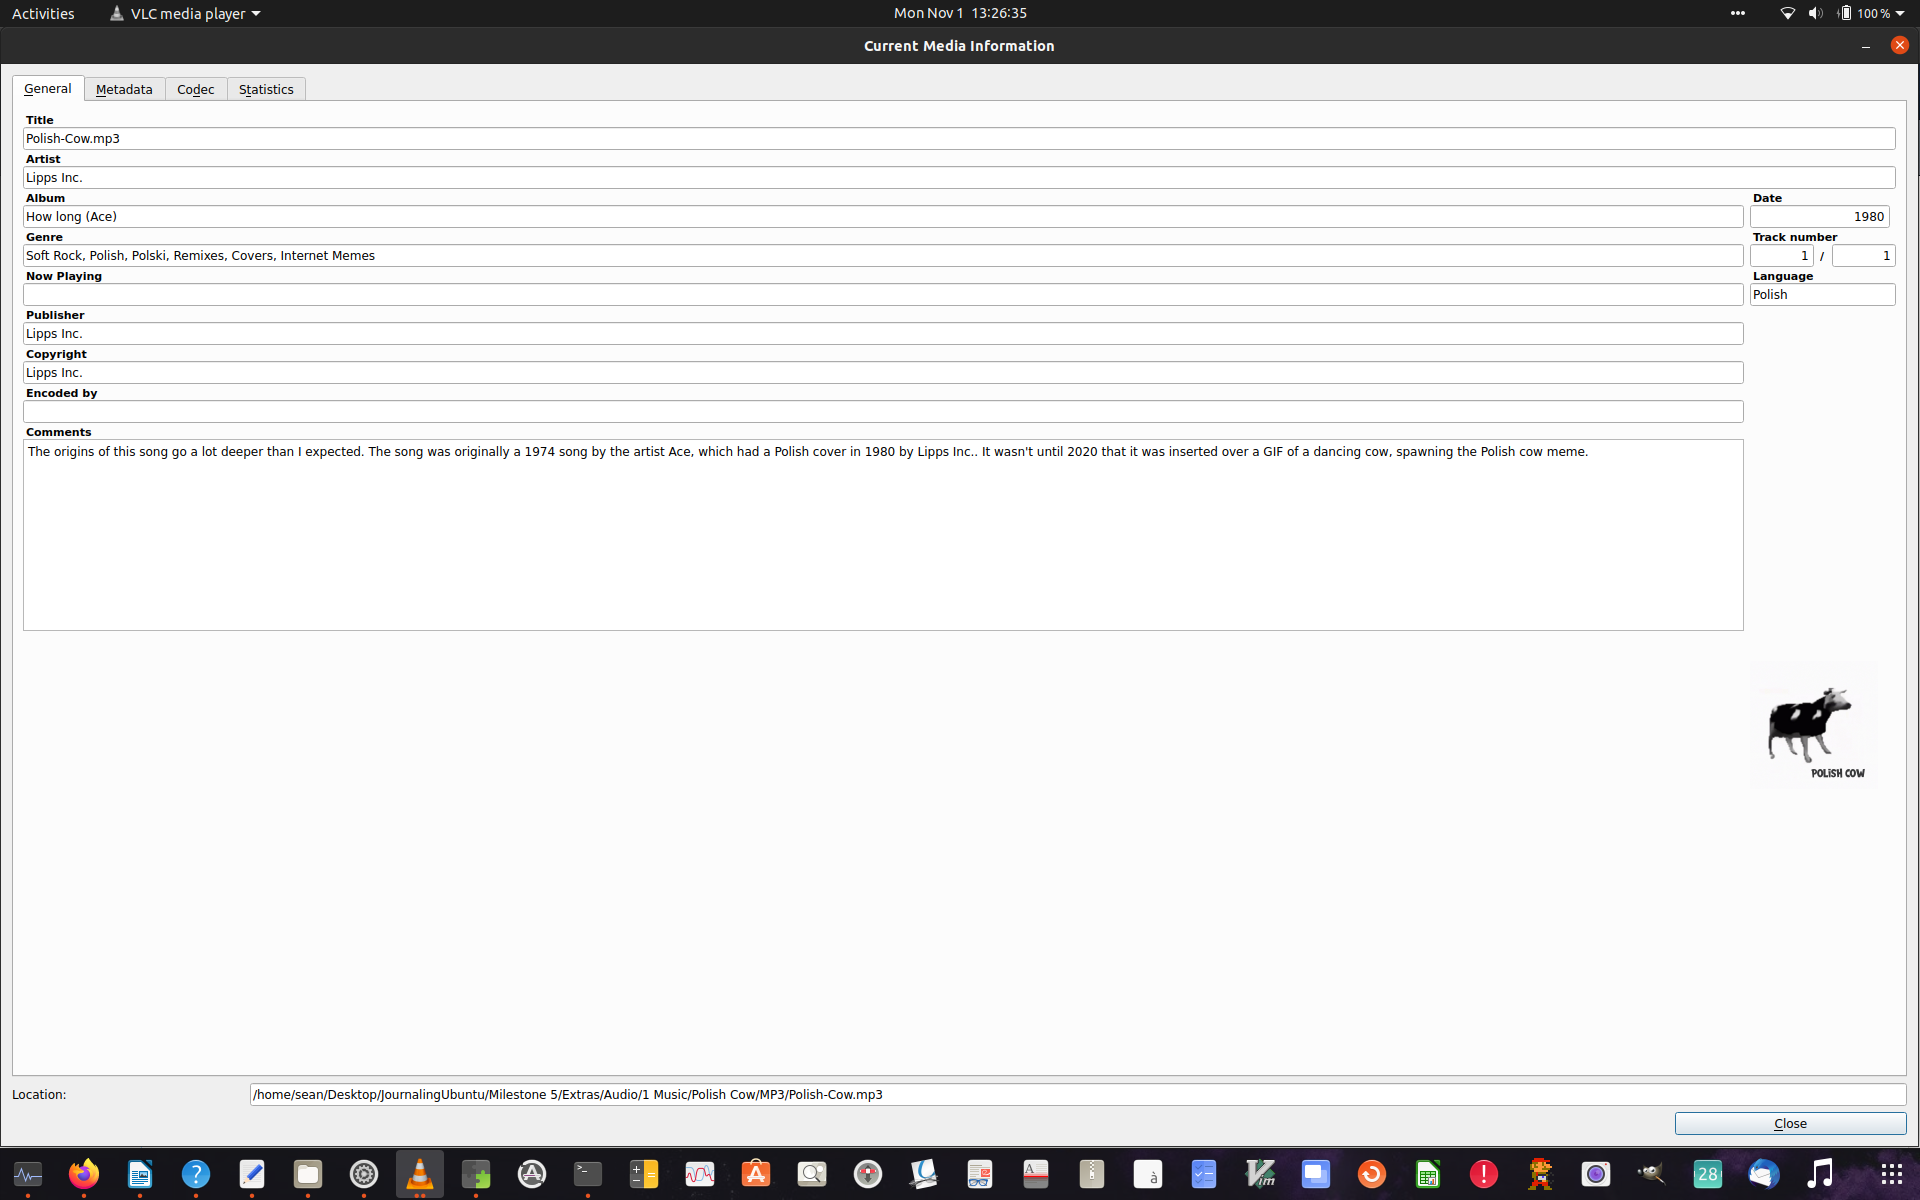 Activities VLC media player Mon Nov 1 13:26:35 100 %
Current Media Information
General Metadata Codec Statistics
Title
Polish-Cow.mp3
Artist
Lipps Inc.
Album Date
How long (Ace) 1980
Genre Track number
Soft Rock, Polish, Polski, Remixes, Covers, Internet Memes 1 / 1
Now Playing Language
Polish
Publisher
Lipps Inc.
Copyright
Lipps Inc.
Encoded by
Comments
The origins of this song go a lot deeper than I expected. The song was originally a 1974 song by the artist Ace, which had a Polish cover in 1980 by Lipps Inc.. It wasn't until 2020 that it was inserted over a GIF of a dancing cow, spawning the Polish cow meme.
POLISH COW
Location: /home/sean/Desktop/JournalingUbuntu/Milestone 5/Extras/Audio/1 Music/Polish Cow/MP3/Polish-Cow.mp3
Close
28